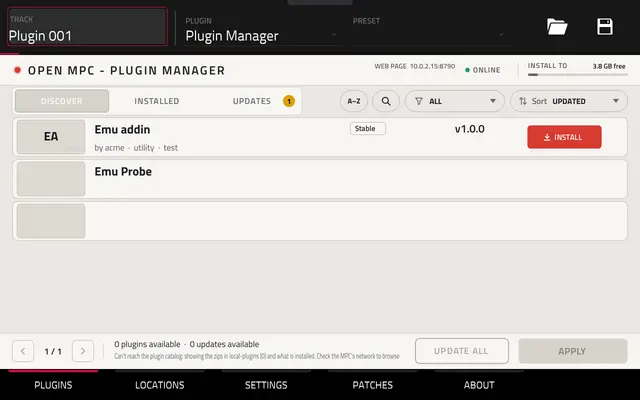 TRACK
Plugin 001
PLUGIN
Plugin Manager
PRESET
OPEN MPC - PLUGIN MANAGER
WEB PAGE 10.0.2.15:8790
ONLINE
INSTALL TO
3.8 GB free
DISCOVER
INSTALLED
UPDATES 1
A–Z
ALL
Sort UPDATED
EA
Emu addin
by acme · utility · test
Stable
v1.0.0
INSTALL
Emu Probe
1 / 1
0 plugins available · 0 updates available
Can't reach the plugin catalog: showing the zips in local-plugins (0) and what is installed. Check the MPC's network to browse
UPDATE ALL
APPLY
PLUGINS
LOCATIONS
SETTINGS
PATCHES
ABOUT